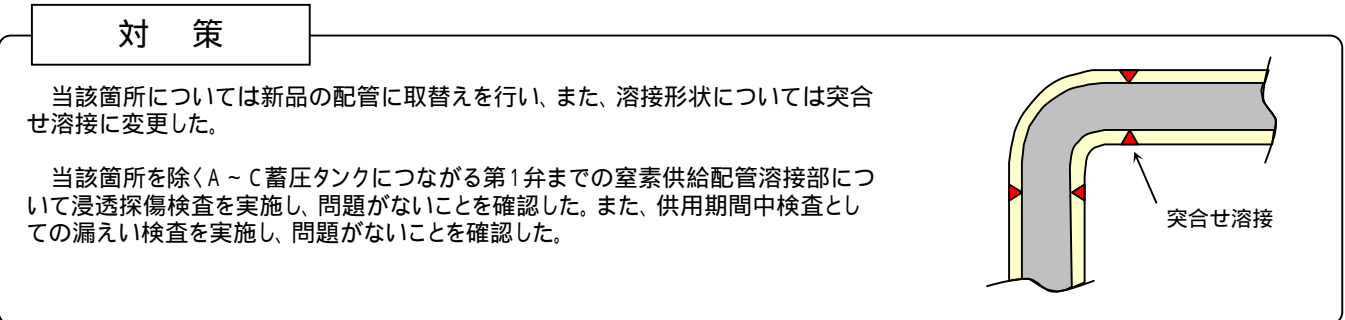 対　策
当該箇所については新品の配管に取替えを行い、また、溶接形状については突合
せ溶接に変更した。
当該箇所を除くA～C蓄圧タンクにつながる第1弁までの窒素供給配管溶接部につ
いて浸透探傷検査を実施し、問題がないことを確認した。また、供用期間中検査とし
ての漏えい検査を実施し、問題がないことを確認した。
突合せ溶接